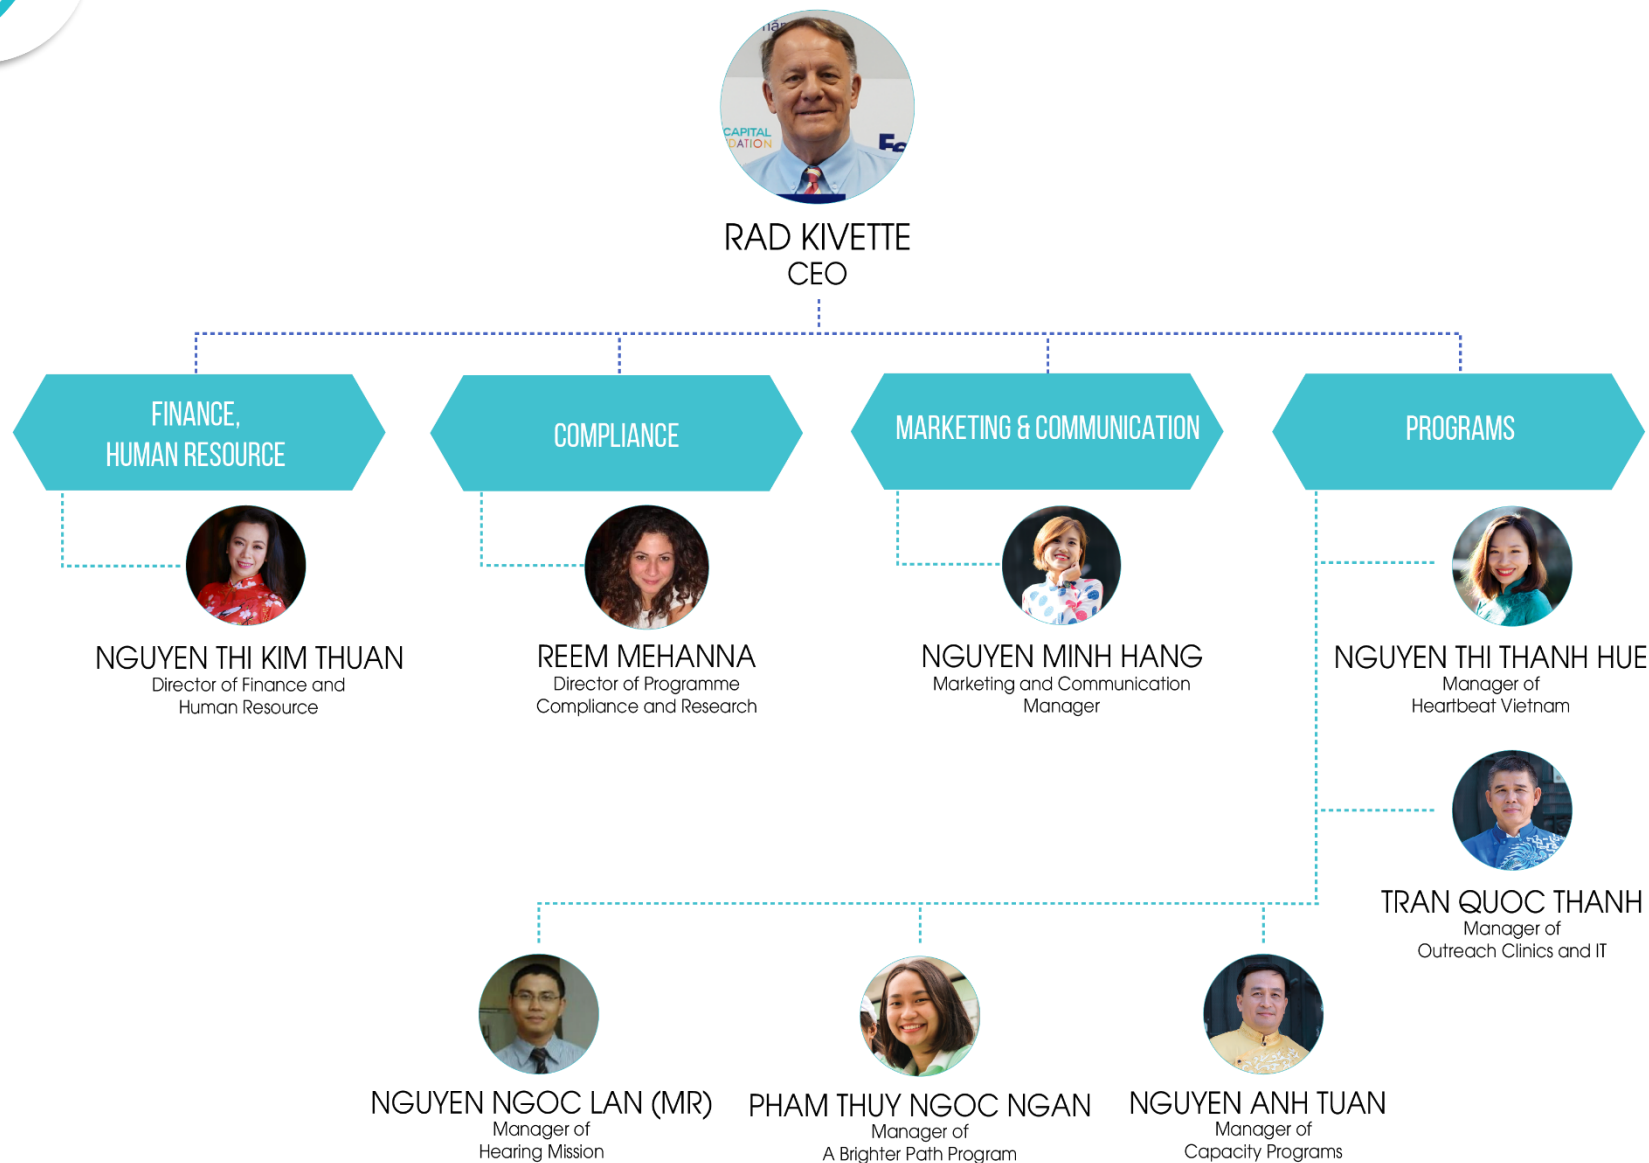 CAPITAL
DATION
RAD KIVETTE
CEO
FINANCE,
HUMAN RESOURCE
COMPLIANCE
MARKETING & COMMUNICATION
PROGRAMS
NGUYEN THI KIM THUAN
Director of Finance and
Human Resource
REEM MEHANNA
Director of Programme
Compliance and Research
NGUYEN MINH HANG
Marketing and Communication
Manager
NGUYEN THI THANH HUE
Manager of
Heartbeat Vietnam
TRAN QUOC THANH
Manager of
Outreach Clinics and IT
NGUYEN NGOC LAN (MR)
Manager of
Hearing Mission
PHAM THUY NGOC NGAN
Manager of
A Brighter Path Program
NGUYEN ANH TUAN
Manager of
Capacity Programs